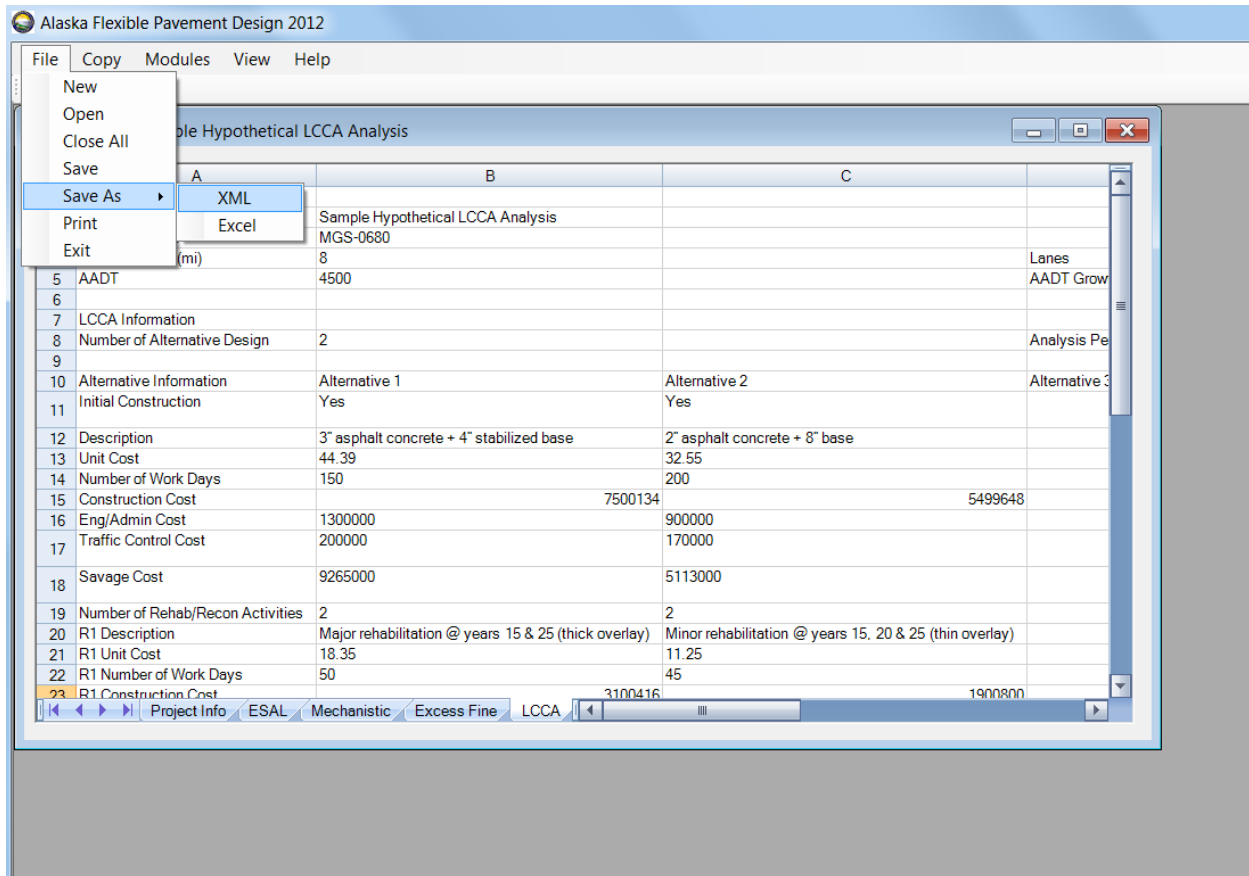 Alaska Flexible Pavement Design 2012
File Copy Modules View Help
New
Open
Close All
Save
Save As
Print
Exit
XML
Excel
Hypothetical LCCA Analysis
A B C
Sample Hypothetical LCCA Analysis
MGS-0680
(mi) 8 Lanes
5 AADT 4500 AADT Grow
6
7 LCCA Information
8 Number of Alternative Design 2 Analysis Pe
9
10 Alternative Information Alternative 1 Alternative 2 Alternative 3
11 Initial Construction Yes Yes
12 Description 3" asphalt concrete + 4" stabilized base 2" asphalt concrete + 8" base
13 Unit Cost 44.39 32.55
14 Number of Work Days 150 200
15 Construction Cost 7500134 5499648
16 Eng/Admin Cost 1300000 900000
17 Traffic Control Cost 200000 170000
18 Savage Cost 9265000 5113000
19 Number of Rehab/Recon Activities 2 2
20 R1 Description Major rehabilitation @ years 15 & 25 (thick overlay) Minor rehabilitation @ years 15, 20 & 25 (thin overlay)
21 R1 Unit Cost 18.35 11.25
22 R1 Number of Work Days 50 45
23 R1 Construction Cost 3100416 1900800
Project Info ESAL Mechanistic Excess Fine LCCA